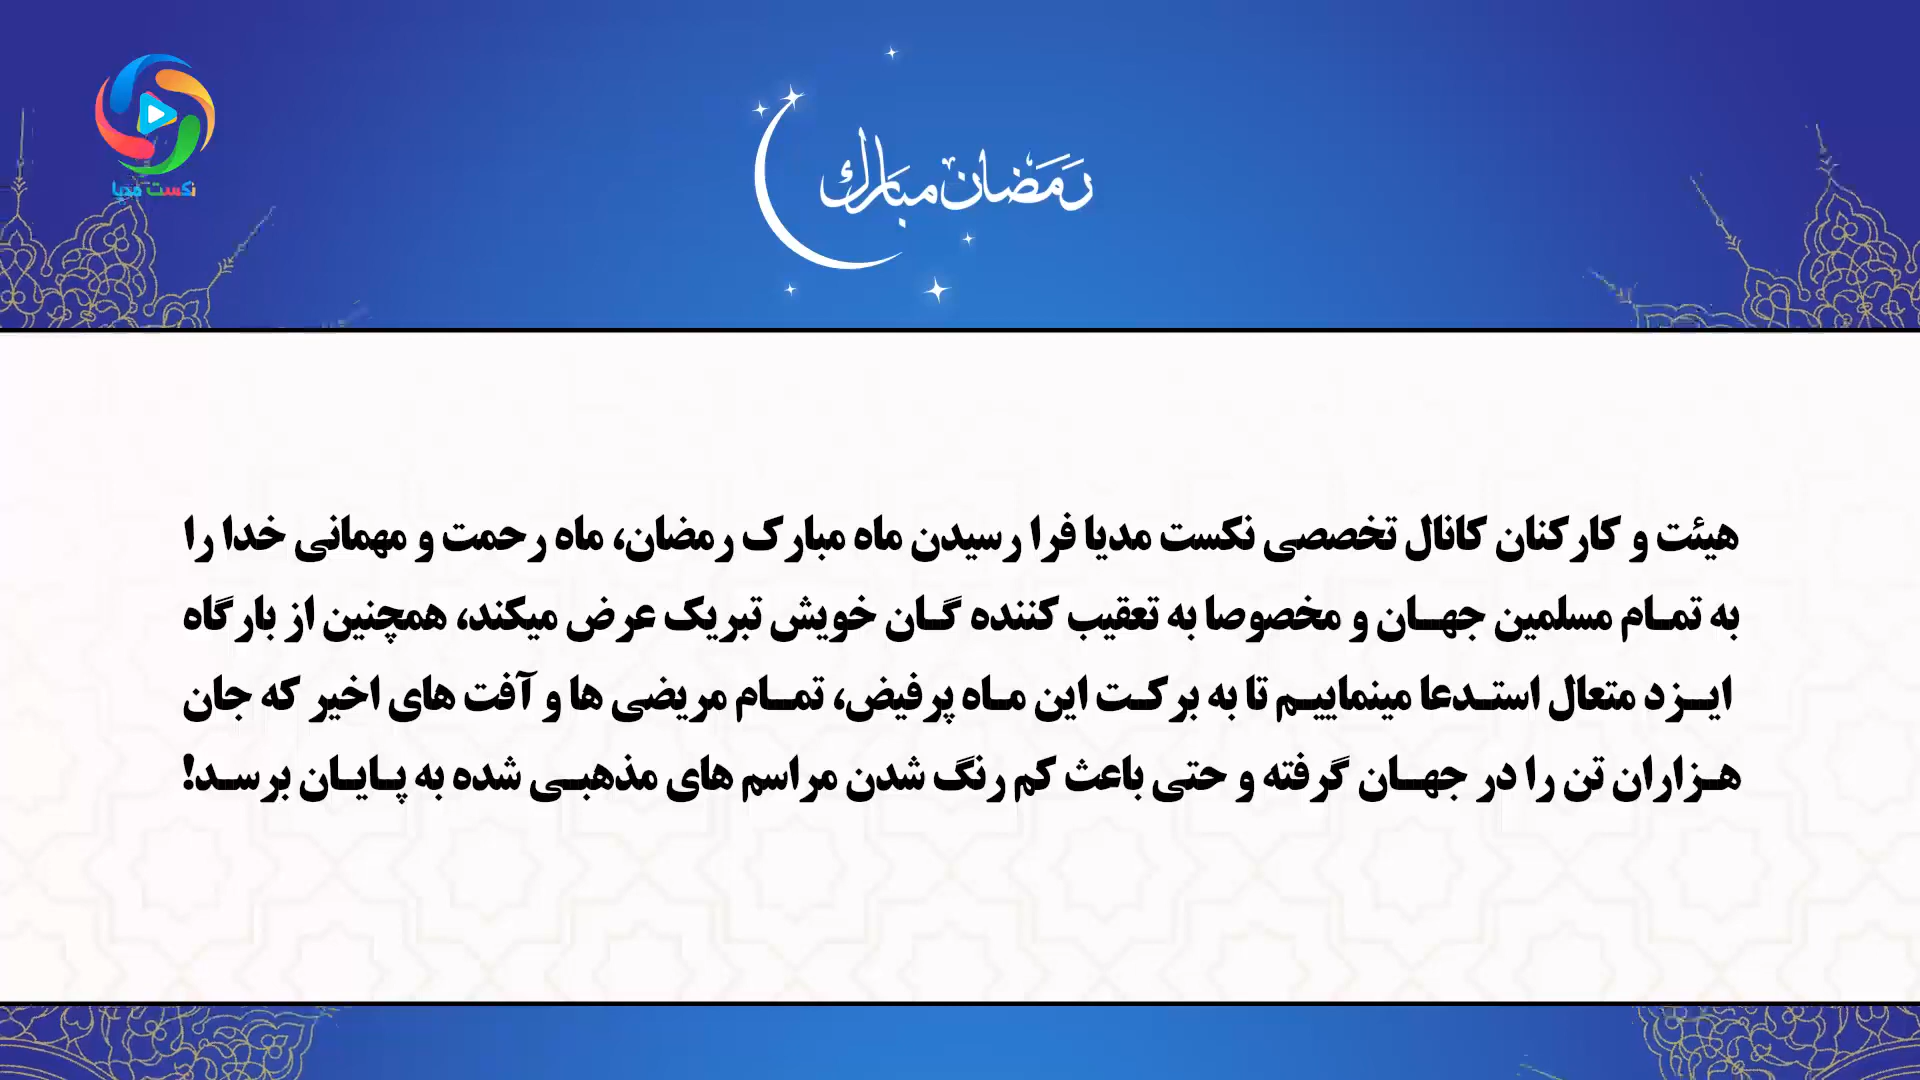 نکست مدیا
رمضان مبارك
هیئت و کارکنان کانال تخصصی نکست مدیا فرا رسیدن ماه مبارک رمضان، ماه رحمت و مهمانی خدا را
به تمـام مسلمین جهـان و مخصوصا به تعقیب کننده گـان خویش تبریک عرض میکند، همچنین از بارگاه
ایـزد متعال استـدعا مینماییـم تا به برکـت این مـاه پرفیض، تمـام مریضی ها و آفت های اخیر که جان
هـزاران تن را در جهـان گرفته و حتی باعث کم رنگ شدن مراسم های مذهبـی شده به پـایـان برسـد!